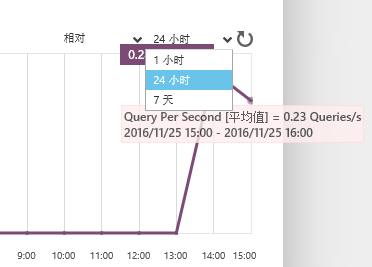 相对
24 小时
0.2
1 小时
24 小时
7 天
Query Per Second [平均值] = 0.23 Queries/s
2016/11/25 15:00 - 2016/11/25 16:00
9:00 10:00 11:00 12:00 13:00 14:00 15:00